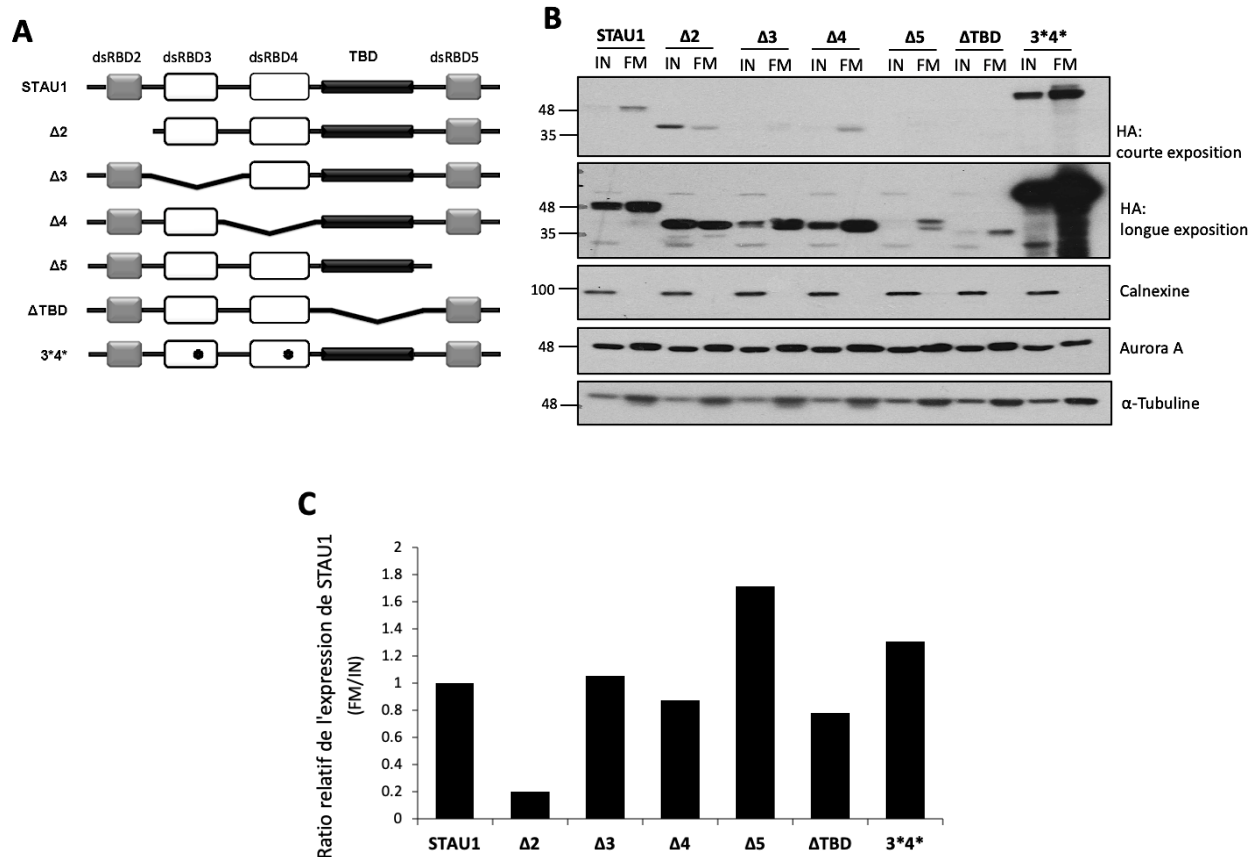 A
dsRBD2 dsRBD3 dsRBD4 TBD dsRBD5
STAU1
Δ2
Δ3
Δ4
Δ5
ΔTBD
3*4*
B
STAU1 Δ2 Δ3 Δ4 Δ5 ΔTBD 3*4*
IN FM IN FM IN FM IN FM IN FM IN FM IN FM
48
35
HA:
courte exposition
48
35
HA:
longue exposition
100
Calnexine
48
Aurora A
48
α-Tubuline
C
Ratio relatif de l'expression de STAU1
(FM/IN)
2
1.8
1.6
1.4
1.2
1
0.8
0.6
0.4
0.2
0
STAU1 Δ2 Δ3 Δ4 Δ5 ΔTBD 3*4*